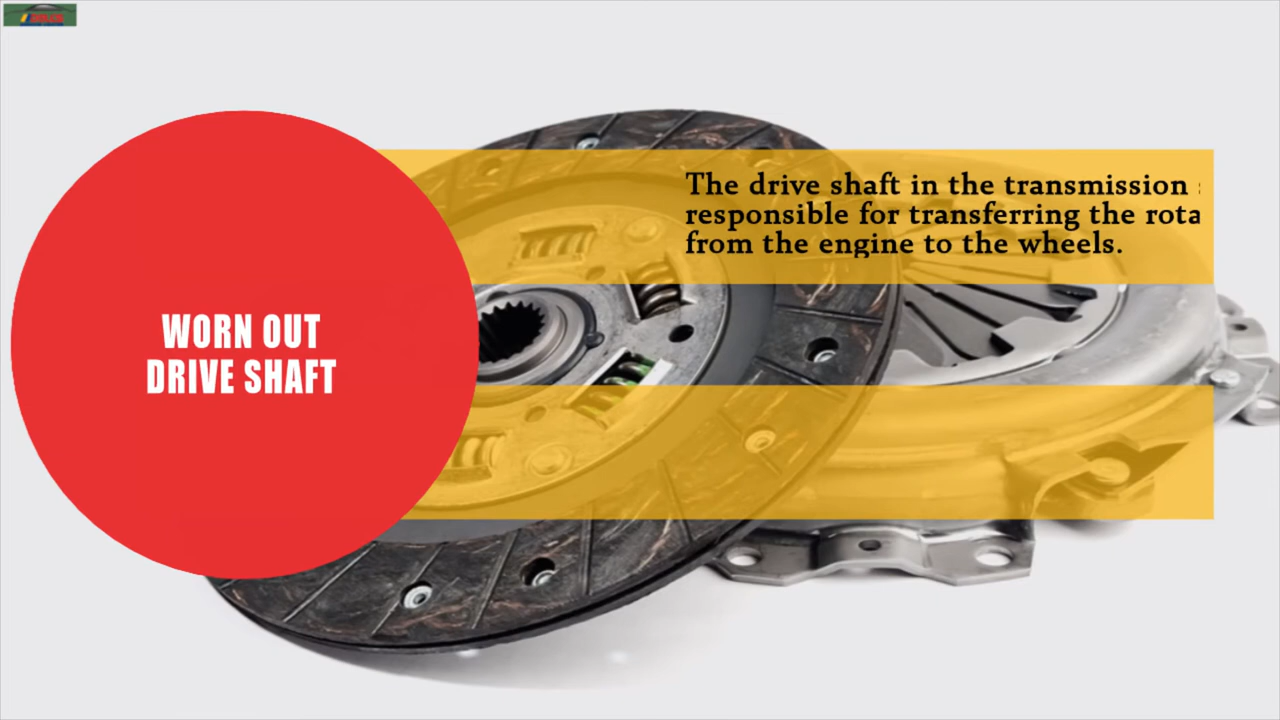 WORN OUT
DRIVE SHAFT
The drive shaft in the transmission
responsible for transferring the rota
from the engine to the wheels.